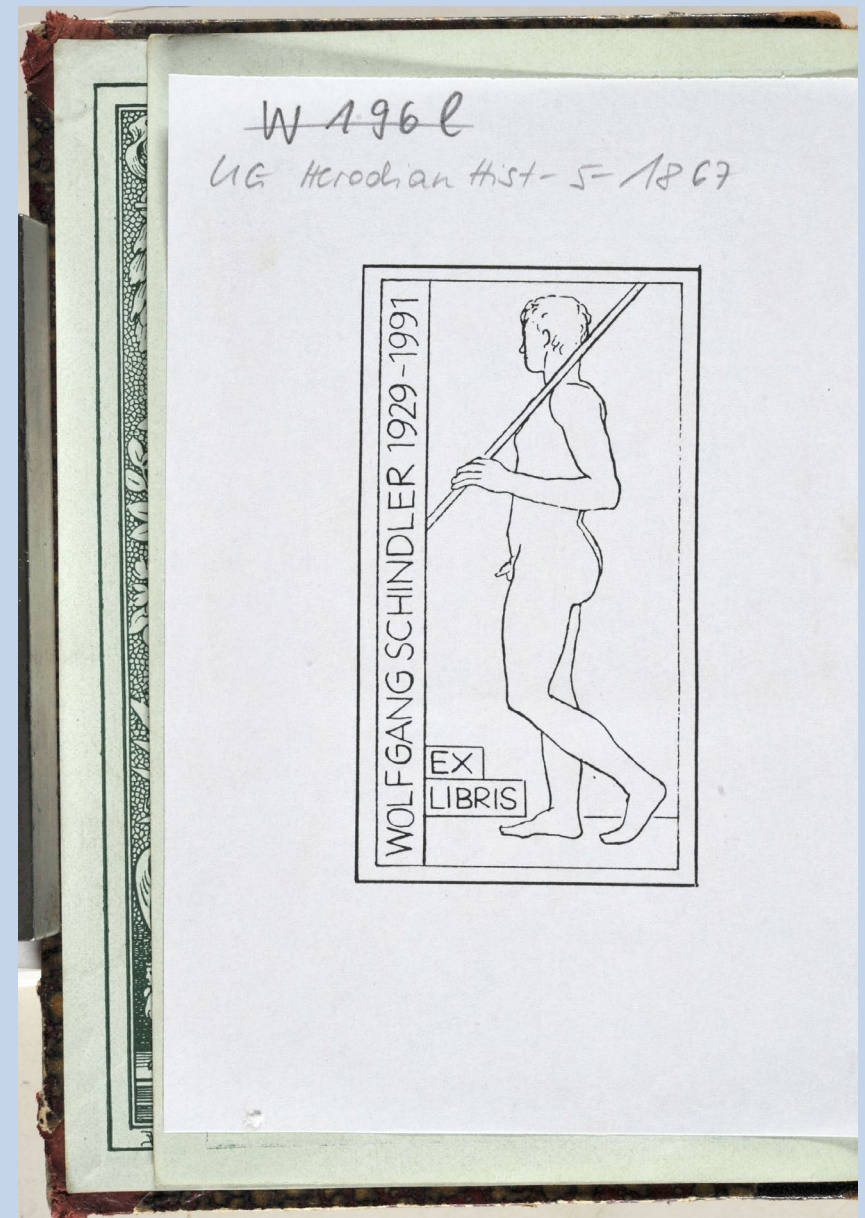 W 196 l
UG Herodian Hist - 5 - 1867
WOLFGANG SCHINDLER 1929-1991
EX
LIBRIS